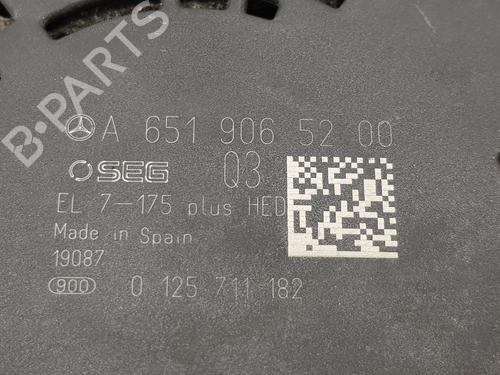 B-PARTS
A 651 906 52 00
SEG Q3
EL 7-175 plus HED
Made in Spain
19087
900 0 125 711 182